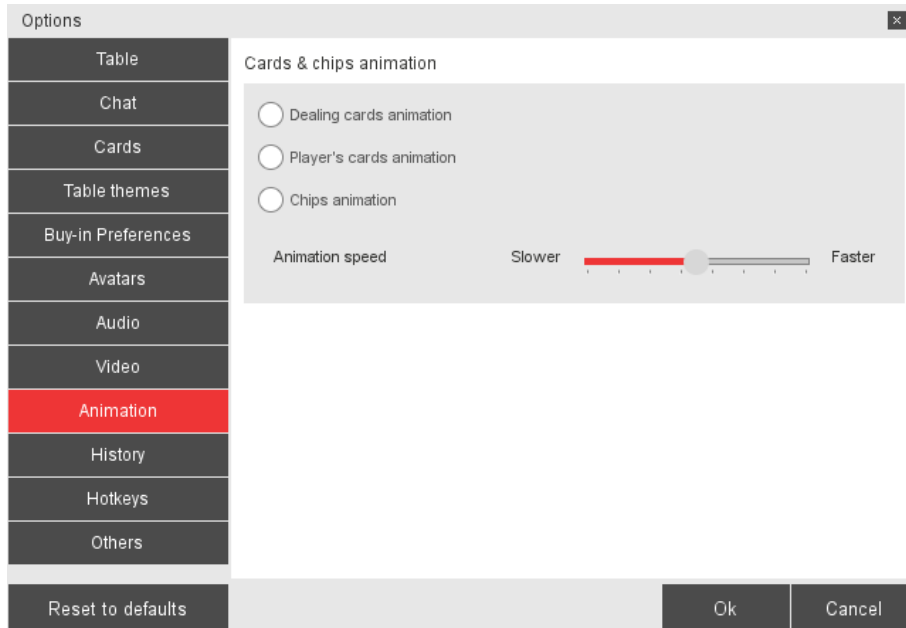 Options
Table
Chat
Cards
Table themes
Buy-in Preferences
Avatars
Audio
Video
Animation
History
Hotkeys
Others
Reset to defaults
Cards & chips animation
Dealing cards animation
Player's cards animation
Chips animation
Animation speed Slower Faster
Ok Cancel